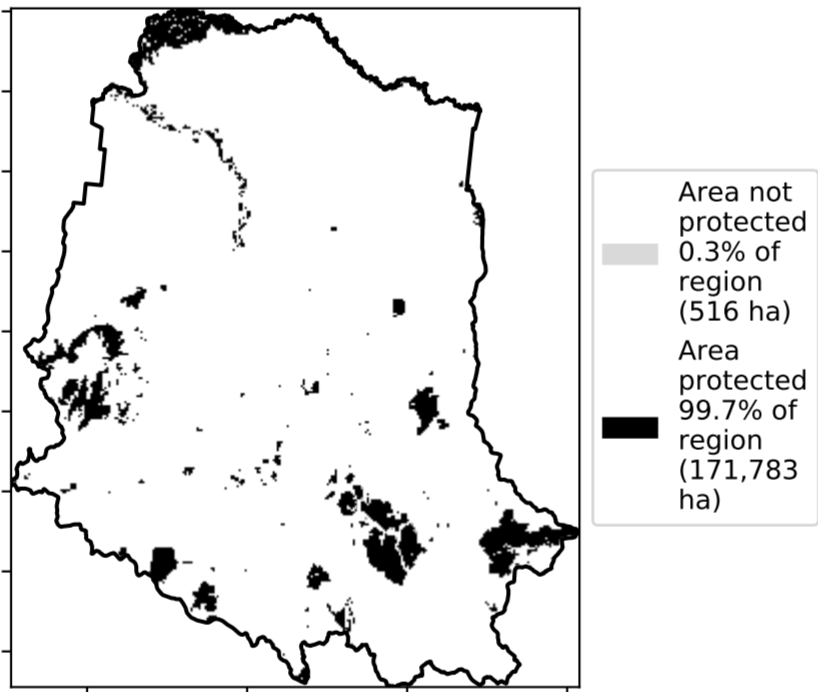 Area not
protected
0.3% of
region
(516 ha)
Area
protected
99.7% of
region
(171,783
ha)